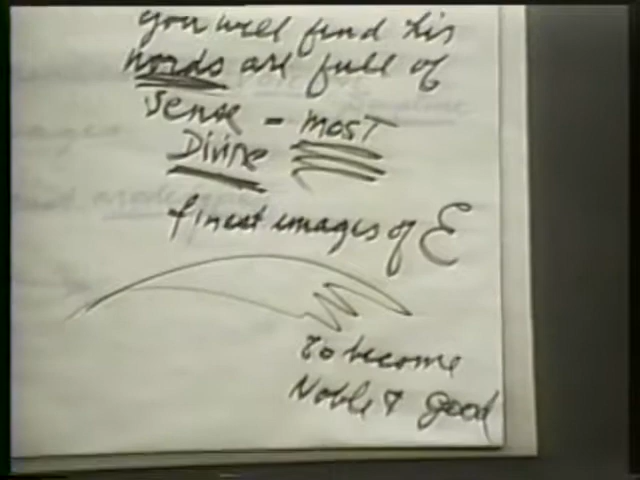 you will find his
words are full of
sense - most
Divine
finest images of E
to become
Noble & good